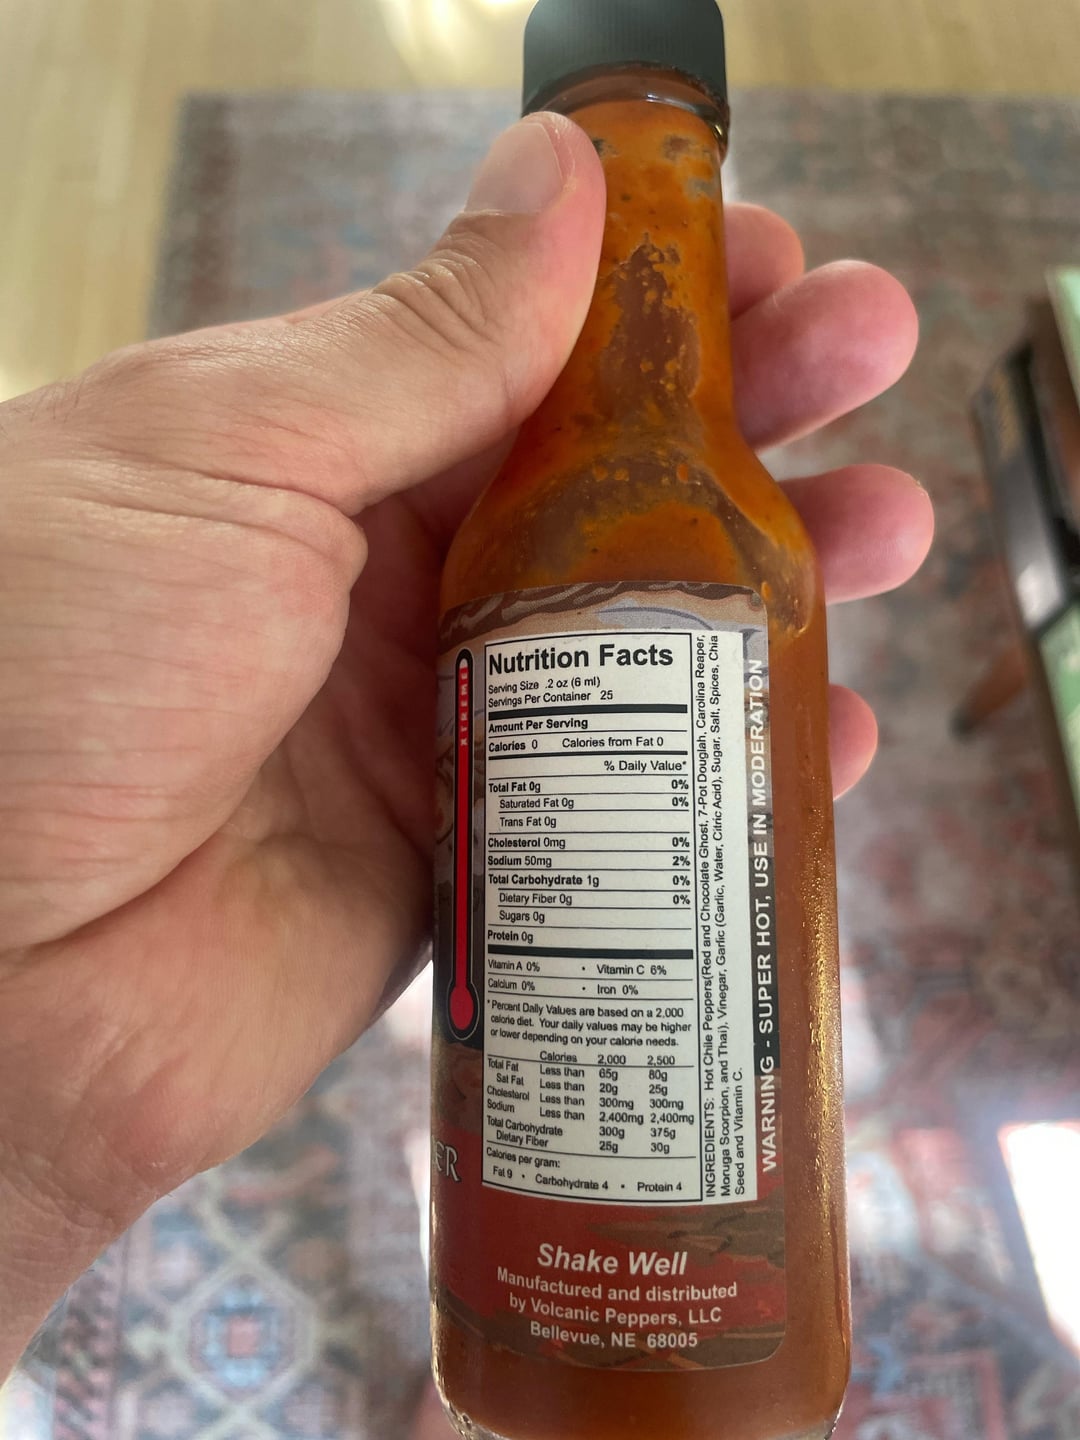 XTREME
Nutrition Facts
Serving Size .2 oz (6 ml)
Servings Per Container 25
Amount Per Serving
Calories 0 Calories from Fat 0
% Daily Value*
Total Fat 0g 0%
Saturated Fat 0g 0%
Trans Fat 0g
Cholesterol 0mg 0%
Sodium 50mg 2%
Total Carbohydrate 1g 0%
Dietary Fiber 0g 0%
Sugars 0g
Protein 0g
Vitamin A 0% • Vitamin C 6%
Calcium 0% • Iron 0%
*Percent Daily Values are based on a 2,000
calorie diet. Your daily values may be higher
or lower depending on your calorie needs.
Calories 2,000 2,500
Total Fat Less than 65g 80g
Sat Fat Less than 20g 25g
Cholesterol Less than 300mg 300mg
Sodium Less than 2,400mg 2,400mg
Total Carbohydrate 300g 375g
Dietary Fiber 25g 30g
Calories per gram:
Fat 9 • Carbohydrate 4 • Protein 4
INGREDIENTS: Hot Chile Peppers(Red and Chocolate Ghost, 7-Pot Douglah, Carolina Reaper,
Moruga Scorpion, and Thai), Vinegar, Garlic (Garlic, Water, Citric Acid), Sugar, Salt, Spices, Chia
Seed and Vitamin C.
WARNING - SUPER HOT, USE IN MODERATION
ER
Shake Well
Manufactured and distributed
by Volcanic Peppers, LLC
Bellevue, NE 68005